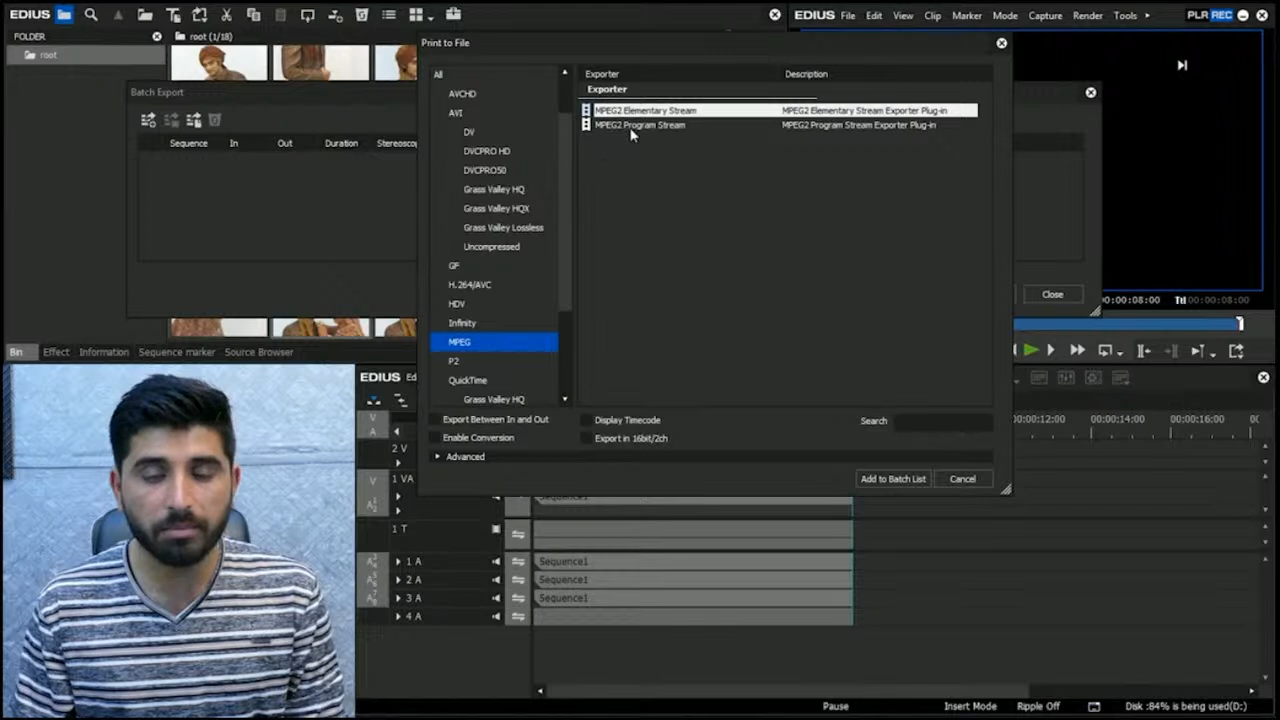 EDIUS
EDIUS File Edit View Clip Marker Mode Capture Render Tools PLR REC
FOLDER
root (1/18)
root
Print to File
Batch Export
Sequence In Out Duration Stereosco
All
AVCHD
AVI
DV
DVCPRO HD
DVCPRO50
Grass Valley HQ
Grass Valley HQX
Grass Valley Lossless
Uncompressed
GF
H.264/AVC
HDV
Infinity
MPEG
P2
QuickTime
Grass Valley HQ
Exporter Description
Exporter
MPEG2 Elementary Stream MPEG2 Elementary Stream Exporter Plug-in
MPEG2 Program Stream MPEG2 Program Stream Exporter Plug-in
Export Between In and Out Display Timecode Search
Enable Conversion Export in 16bit/2ch
Advanced
Add to Batch List Cancel
Close
00:00:08:00 Ttl 00:00:08:00
Bin Effect Information Sequence marker Source Browser
EDIUS Ed
00:00:12:00 00:00:14:00 00:00:16:00 00
V
A
2 V
V
A
1 VA
Sequence1
1 T
1 A Sequence1
2 A Sequence1
3 A Sequence1
4 A
Pause Insert Mode Ripple Off Disk :84% is being used(D:)